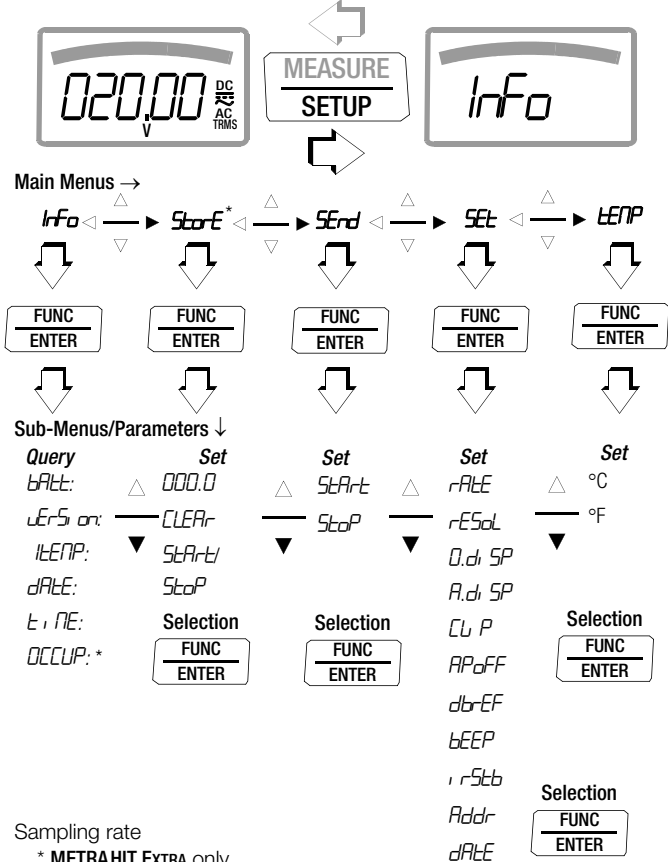 020.00 V DC AC TRMS
MEASURE
SETUP
InFo
Main Menus →
InFo StorE* SEnd SEt tEMP
FUNC ENTER FUNC ENTER FUNC ENTER FUNC ENTER FUNC ENTER
Sub-Menus/Parameters ↓
Query Set Set Set Set
bAtt: 000.0 StArt rAtE °C
vErSion: CLEAr StoP rESoL °F
ItEMP: StArt/ 0.diSP
dAtE: StoP A.diSP
tiME: Selection Selection CLiP Selection
OCCUP: * FUNC ENTER FUNC ENTER APoFF FUNC ENTER
dbrEF
bEEP
irStb
Addr Selection
dAtE FUNC ENTER
Sampling rate
* METRAHIT EXTRA only